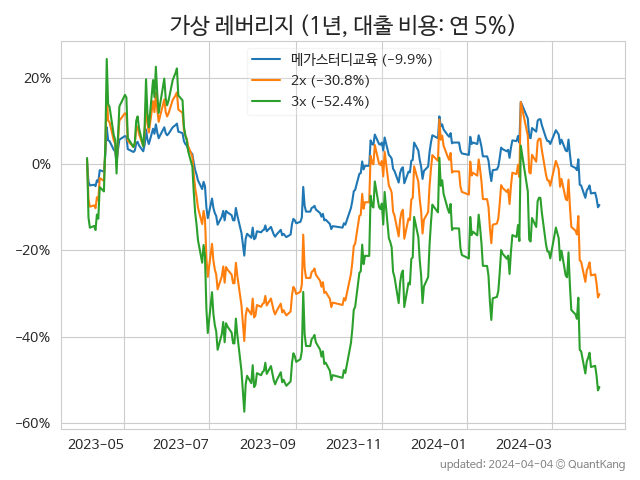 가상 레버리지 (1년, 대출 비용: 연 5%)
메가스터디교육 (−9.9%)
2x (−30.8%)
3x (−52.4%)
20%
0%
−20%
−40%
−60%
2023-05 2023-07 2023-09 2023-11 2024-01 2024-03
updated: 2024-04-04 © QuantKang